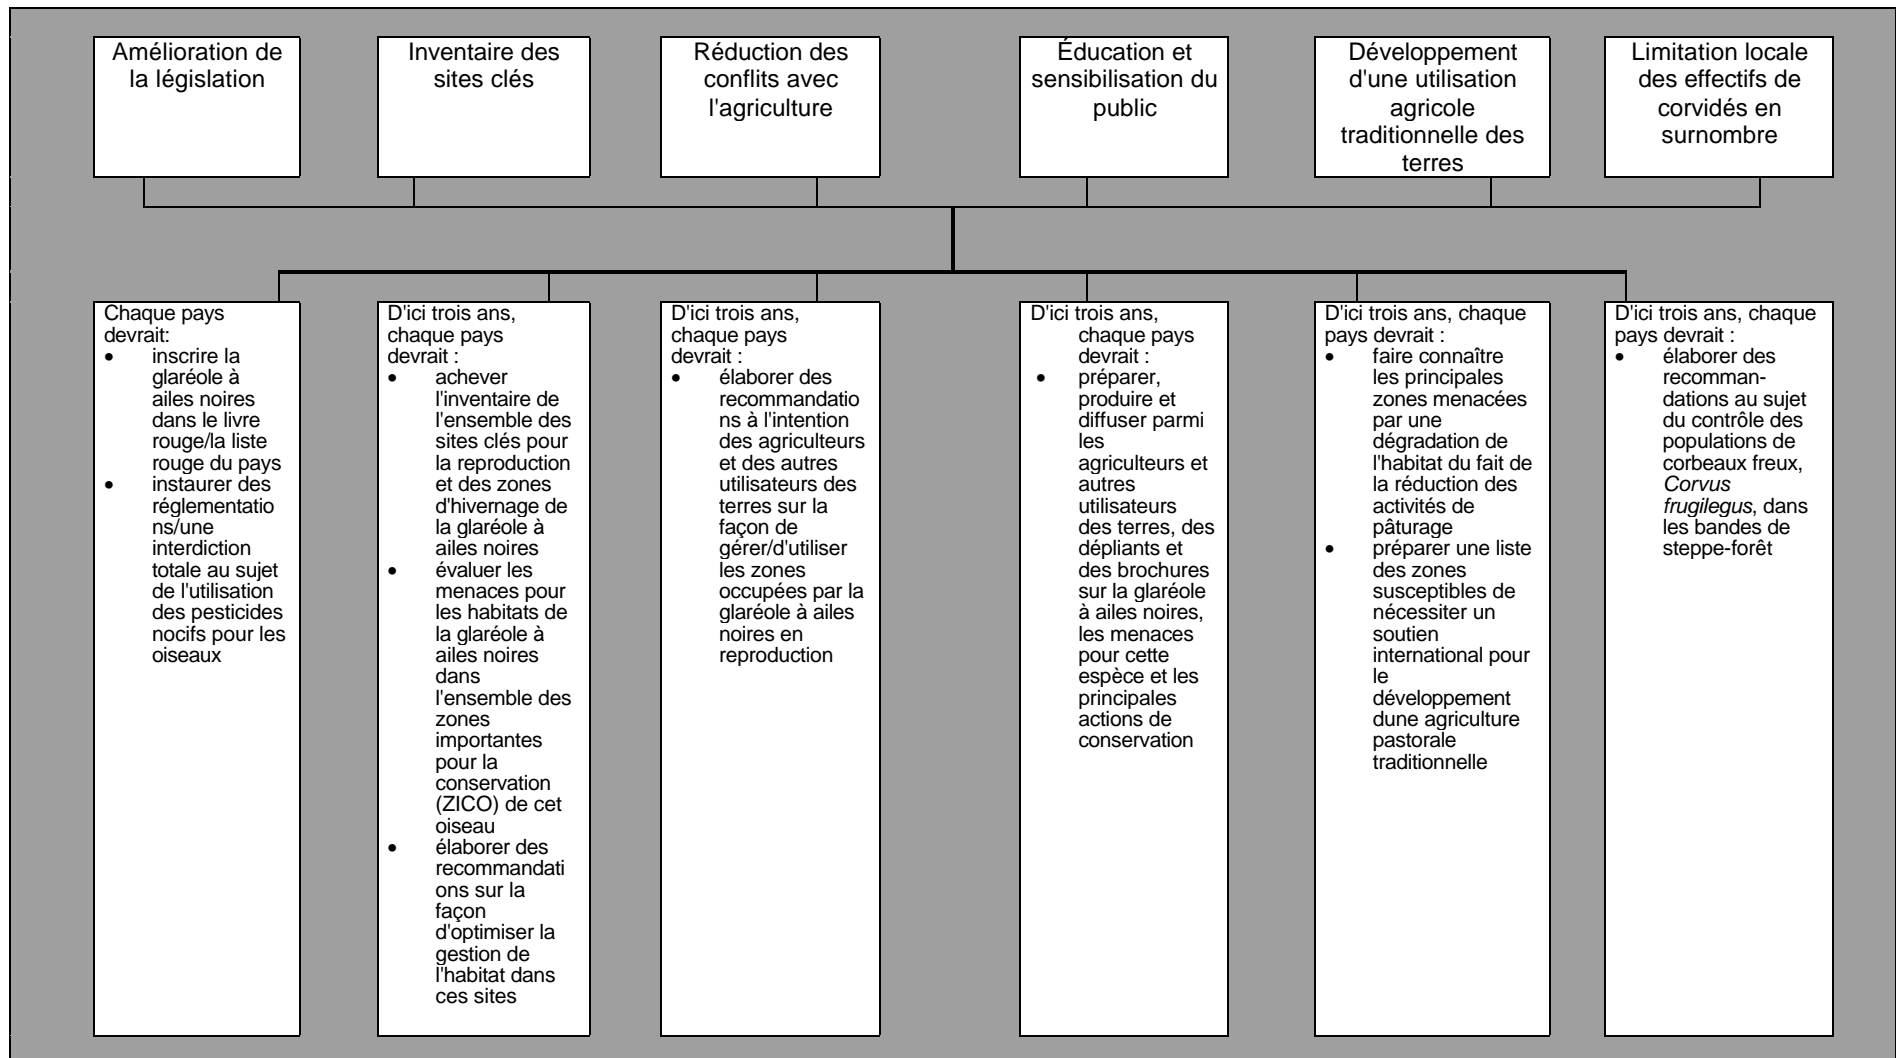 Amélioration de
la législation
Inventaire des
sites clés
Réduction des
conflits avec
l'agriculture
Éducation et
sensibilisation du
public
Développement
d'une utilisation
agricole
traditionnelle des
terres
Limitation locale
des effectifs de
corvidés en
surnombre
Chaque pays
devrait:
• inscrire la
glaréole à
ailes noires
dans le livre
rouge/la liste
rouge du pays
• instaurer des
réglementatio
ns/une
interdiction
totale au sujet
de l'utilisation
des pesticides
nocifs pour les
oiseaux
D'ici trois ans,
chaque pays
devrait :
• achever
l'inventaire de
l'ensemble des
sites clés pour
la reproduction
et des zones
d'hivernage de
la glaréole à
ailes noires
• évaluer les
menaces pour
les habitats de
la glaréole à
ailes noires
dans
l'ensemble des
zones
importantes
pour la
conservation
(ZICO) de cet
oiseau
• élaborer des
recommandati
ons sur la
façon
d'optimiser la
gestion de
l'habitat dans
ces sites
D'ici trois ans,
chaque pays
devrait :
• élaborer des
recommandatio
ns à l'intention
des agriculteurs
et des autres
utilisateurs des
terres sur la
façon de
gérer/d'utiliser
les zones
occupées par la
glaréole à ailes
noires en
reproduction
D'ici trois ans,
chaque pays
devrait :
• préparer,
produire et
diffuser parmi
les
agriculteurs et
autres
utilisateurs
des terres, des
dépliants et
des brochures
sur la glaréole
à ailes noires,
les menaces
pour cette
espèce et les
principales
actions de
conservation
D'ici trois ans, chaque
pays devrait :
• faire connaître
les principales
zones menacées
par une
dégradation de
l'habitat du fait de
la réduction des
activités de
pâturage
• préparer une liste
des zones
susceptibles de
nécessiter un
soutien
international pour
le
développement
dune agriculture
pastorale
traditionnelle
D'ici trois ans, chaque
pays devrait :
• élaborer des
recomman-
dations au sujet
du contrôle des
populations de
corbeaux freux,
Corvus
frugilegus, dans
les bandes de
steppe-forêt